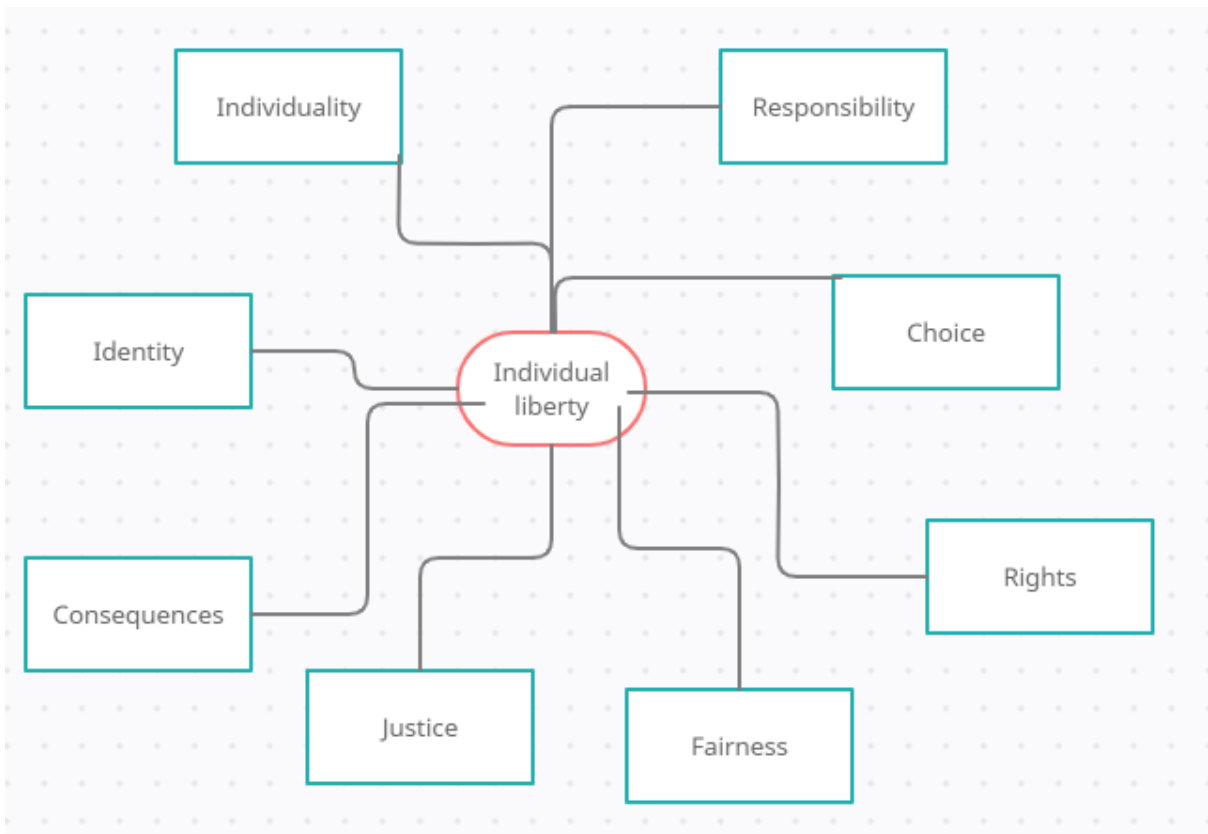 Individuality
Responsibility
Choice
Identity
Individual
liberty
Rights
Consequences
Justice
Fairness